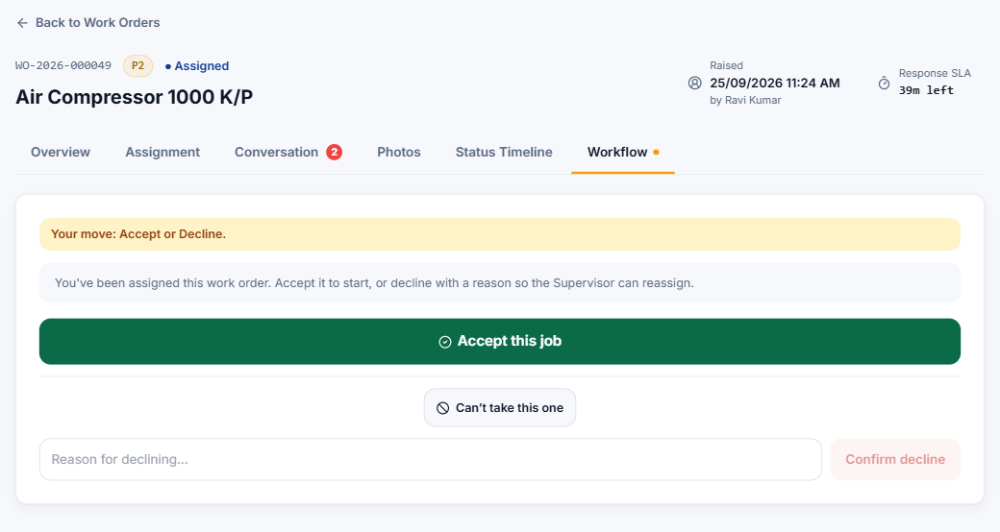 Back to Work Orders
WO-2026-000049 P2 Assigned
Air Compressor 1000 K/P
Raised
25/09/2026 11:24 AM
by Ravi Kumar
Response SLA
39m left
Overview Assignment Conversation 2 Photos Status Timeline Workflow
Your move: Accept or Decline.
You've been assigned this work order. Accept it to start, or decline with a reason so the Supervisor can reassign.
Accept this job
Can't take this one
Reason for declining...
Confirm decline